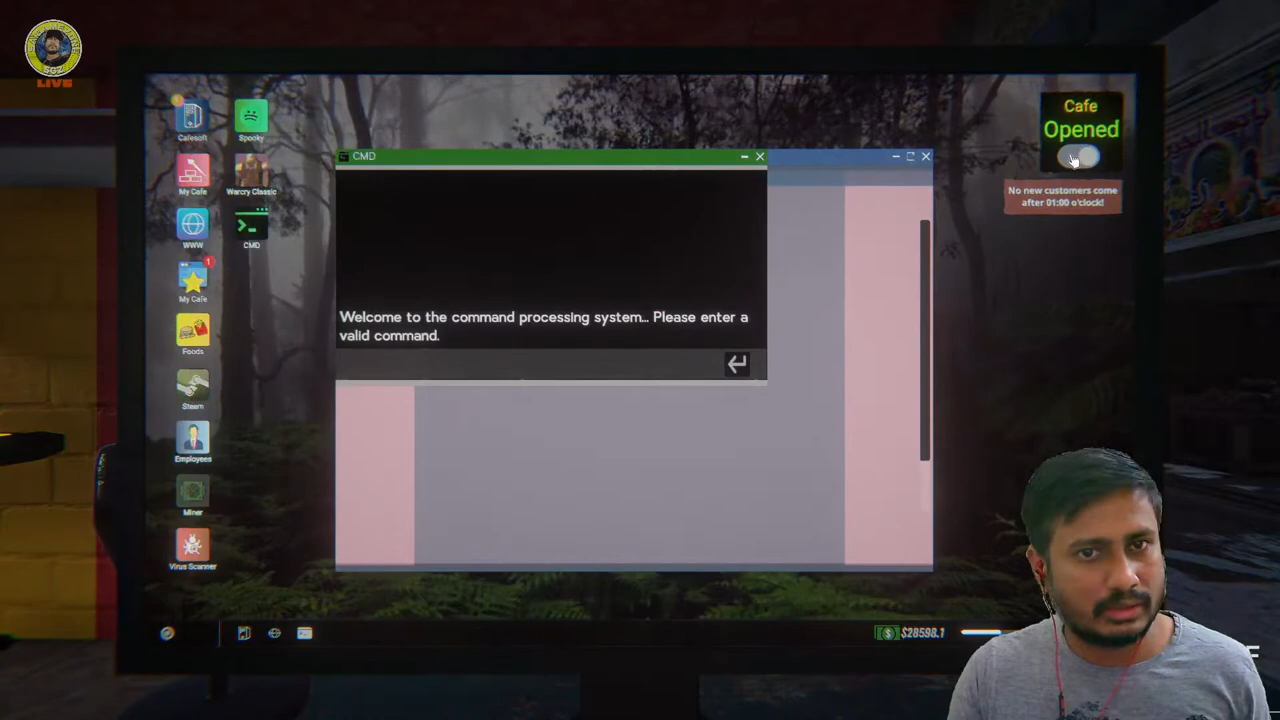 SGZ
LIVE
Cafesoft
Spooky
My Cafe
Warcry Classic
WWW
CMD
1
My Cafe
Foods
Steam
Employees
Miner
Virus Scanner
CMD
Welcome to the command processing system... Please enter a
valid command.
Cafe
Opened
No new customers come
after 01:00 o'clock!
$28598.1